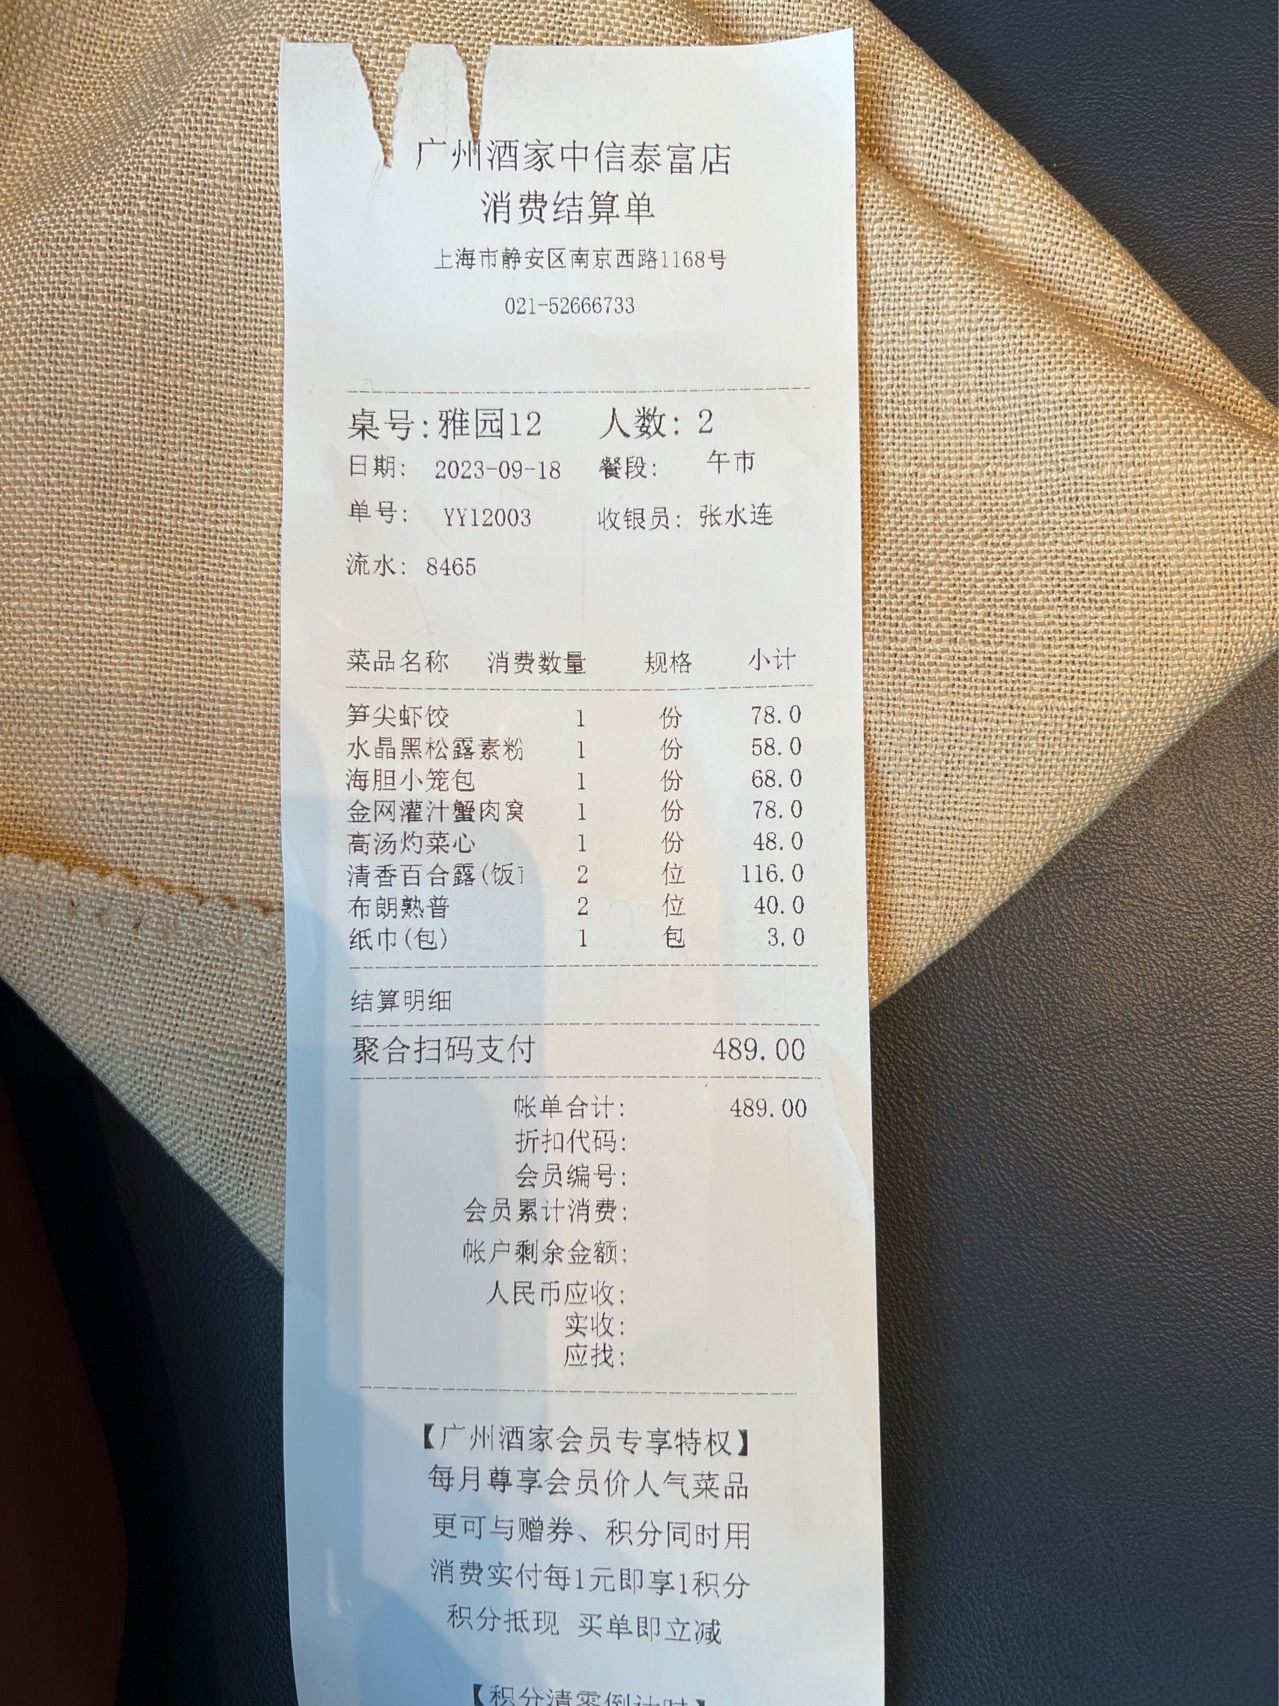 广州酒家中信泰富店
消费结算单
上海市静安区南京西路1168号
021-52666733
桌号:雅园12 人数: 2
日期: 2023-09-18 餐段: 午市
单号: YY12003 收银员: 张水连
流水: 8465
菜品名称 消费数量 规格 小计
笋尖虾饺 1 份 78.0
水晶黑松露素粉 1 份 58.0
海胆小笼包 1 份 68.0
金网灌汁蟹肉窝 1 份 78.0
高汤灼菜心 1 份 48.0
清香百合露(饭 2 位 116.0
布朗熟普 2 位 40.0
纸巾(包) 1 包 3.0
结算明细
聚合扫码支付 489.00
帐单合计: 489.00
折扣代码:
会员编号:
会员累计消费:
帐户剩余金额:
人民币应收:
实收:
应找:
【广州酒家会员专享特权】
每月尊享会员价人气菜品
更可与赠券、积分同时用
消费实付每1元即享1积分
积分抵现 买单即立减
【积分清零倒计时】